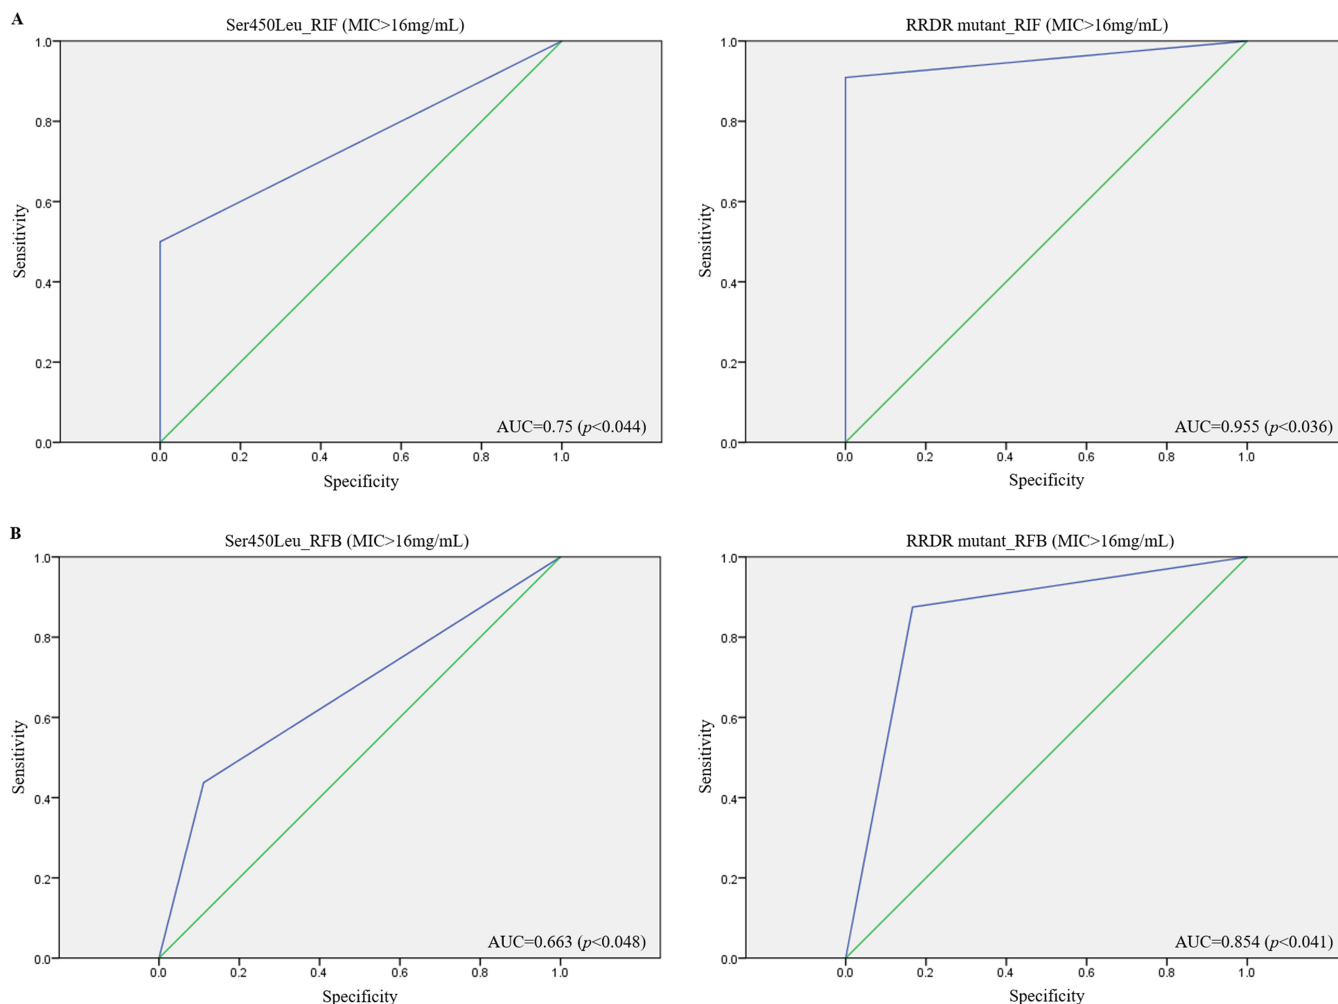 A
Ser450Leu_RIF (MIC>16mg/mL)
1.0
0.8
0.6
0.4
0.2
0.0
Sensitivity
AUC=0.75 (p<0.044)
0.0 0.2 0.4 0.6 0.8 1.0
Specificity
RRDR mutant_RIF (MIC>16mg/mL)
1.0
0.8
0.6
0.4
0.2
0.0
Sensitivity
AUC=0.955 (p<0.036)
0.0 0.2 0.4 0.6 0.8 1.0
Specificity
B
Ser450Leu_RFB (MIC>16mg/mL)
1.0
0.8
0.6
0.4
0.2
0.0
Sensitivity
AUC=0.663 (p<0.048)
0.0 0.2 0.4 0.6 0.8 1.0
Specificity
RRDR mutant_RFB (MIC>16mg/mL)
1.0
0.8
0.6
0.4
0.2
0.0
Sensitivity
AUC=0.854 (p<0.041)
0.0 0.2 0.4 0.6 0.8 1.0
Specificity